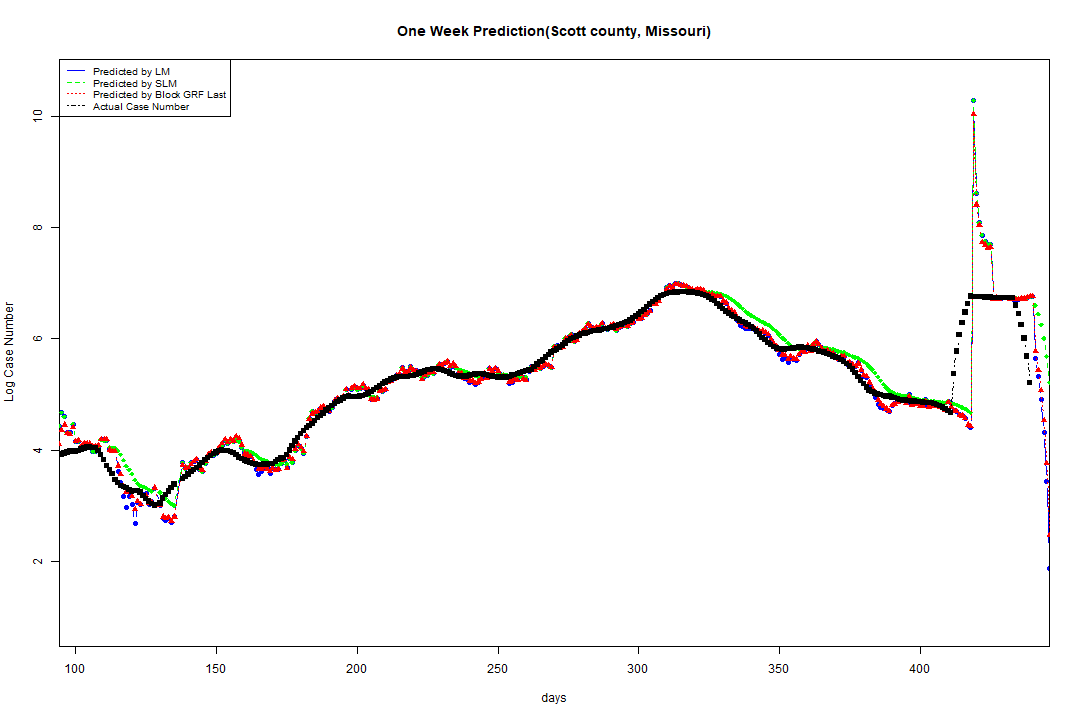 One Week Prediction(Scott county, Missouri)
Predicted by LM
Predicted by SLM
Predicted by Block GRF Last
Actual Case Number
Log Case Number
10
8
6
4
2
100 150 200 250 300 350 400
days